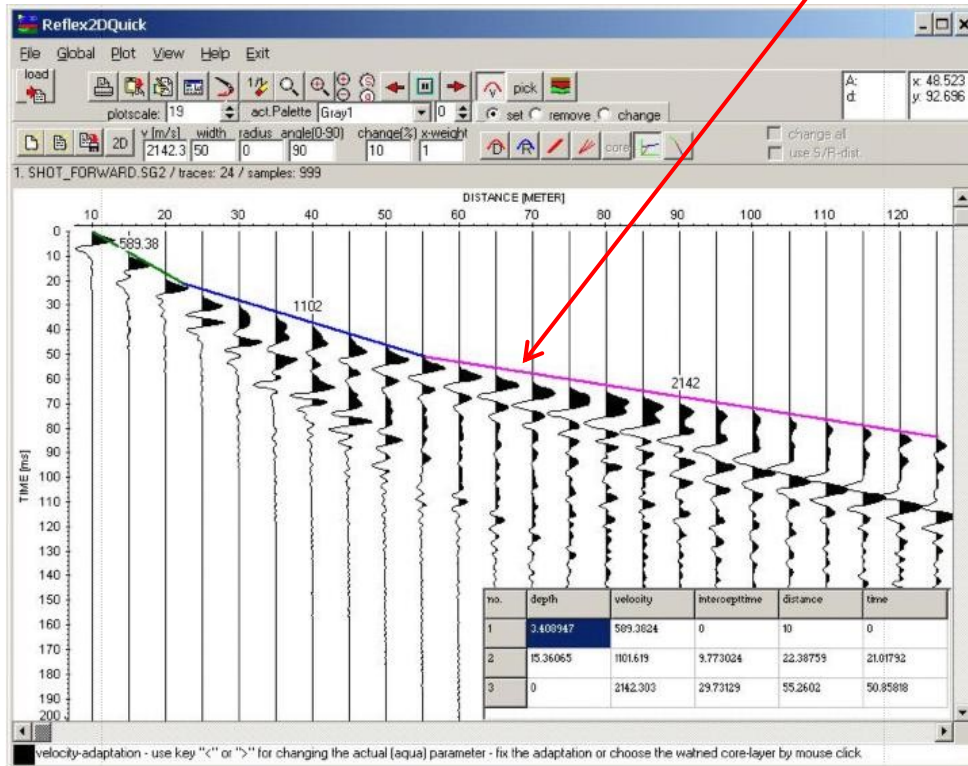 Reflex2DQuick
File Global Plot View Help Exit
load pick A: x: 48.523
d: y: 92.696
plotscale: 19 act.Palette Gray1 0 set remove change
v [m/s] width radius angle(0-90) change(%) x-weight change all
2D 2142.3 50 0 90 10 1 core use S/R-dist.
1. SHOT_FORWARD.SG2 / traces: 24 / samples: 999
DISTANCE [METER]
10 20 30 40 50 60 70 80 90 100 110 120
0
589.38
10
20
30
1102
40
50
60
2142
70
80
90
TIME [ms]
100
110
120
130
140
150
160
170
180
190
200
no. depth velocity intercepttime distance time
1 3.408947 589.3824 0 10 0
2 15.36065 1101.619 9.773024 22.38759 21.01792
3 0 2142.303 29.73129 55.2602 50.85818
velocity-adaptation - use key "<" or ">" for changing the actual (aqua) parameter - fix the adaptation or choose the watned core-layer by mouse click